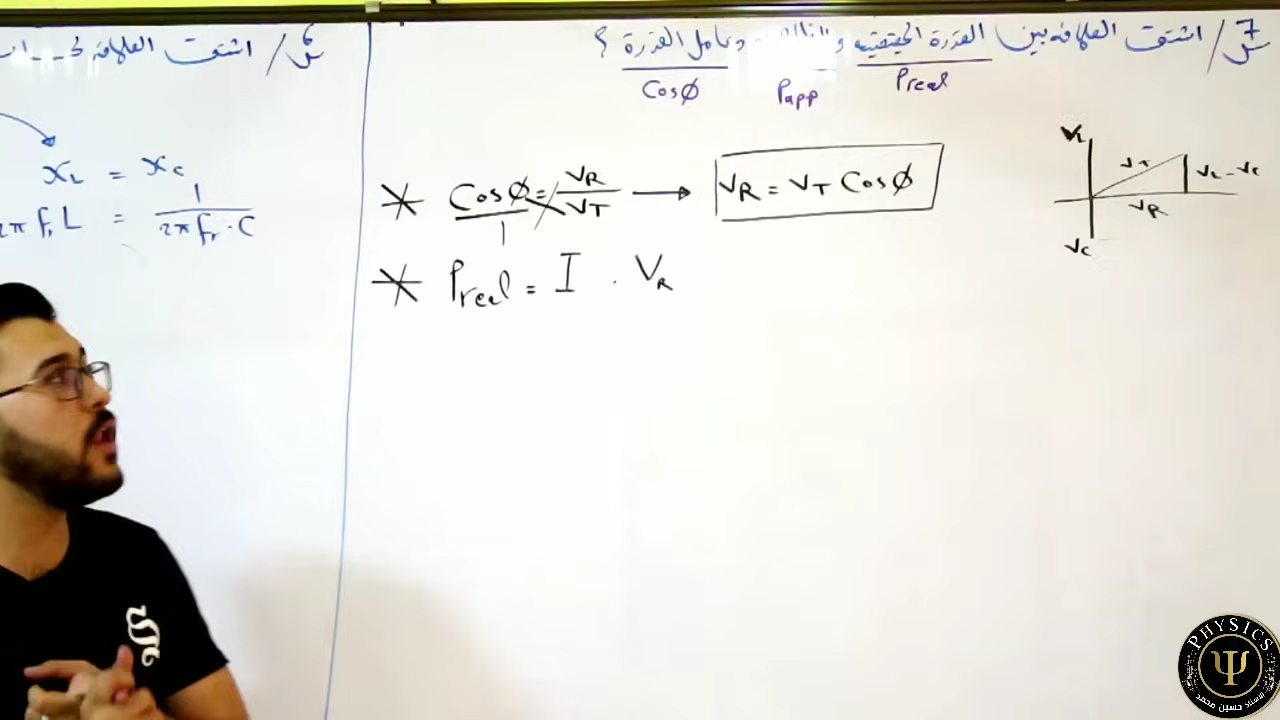 س7/ اشتق العلاقة بين القدرة الحقيقية و وعامل القدرة ؟
Preal
Papp
Cosφ
Cosφ = VR/VT → VR = VT Cosφ
1
Preal = I . VR
VL
VT
VL - VC
VR
VC
س6/ اشتق العلاقة
XL = XC
2π fr L = 1/2π fr . C
PHYSICS
Ψ